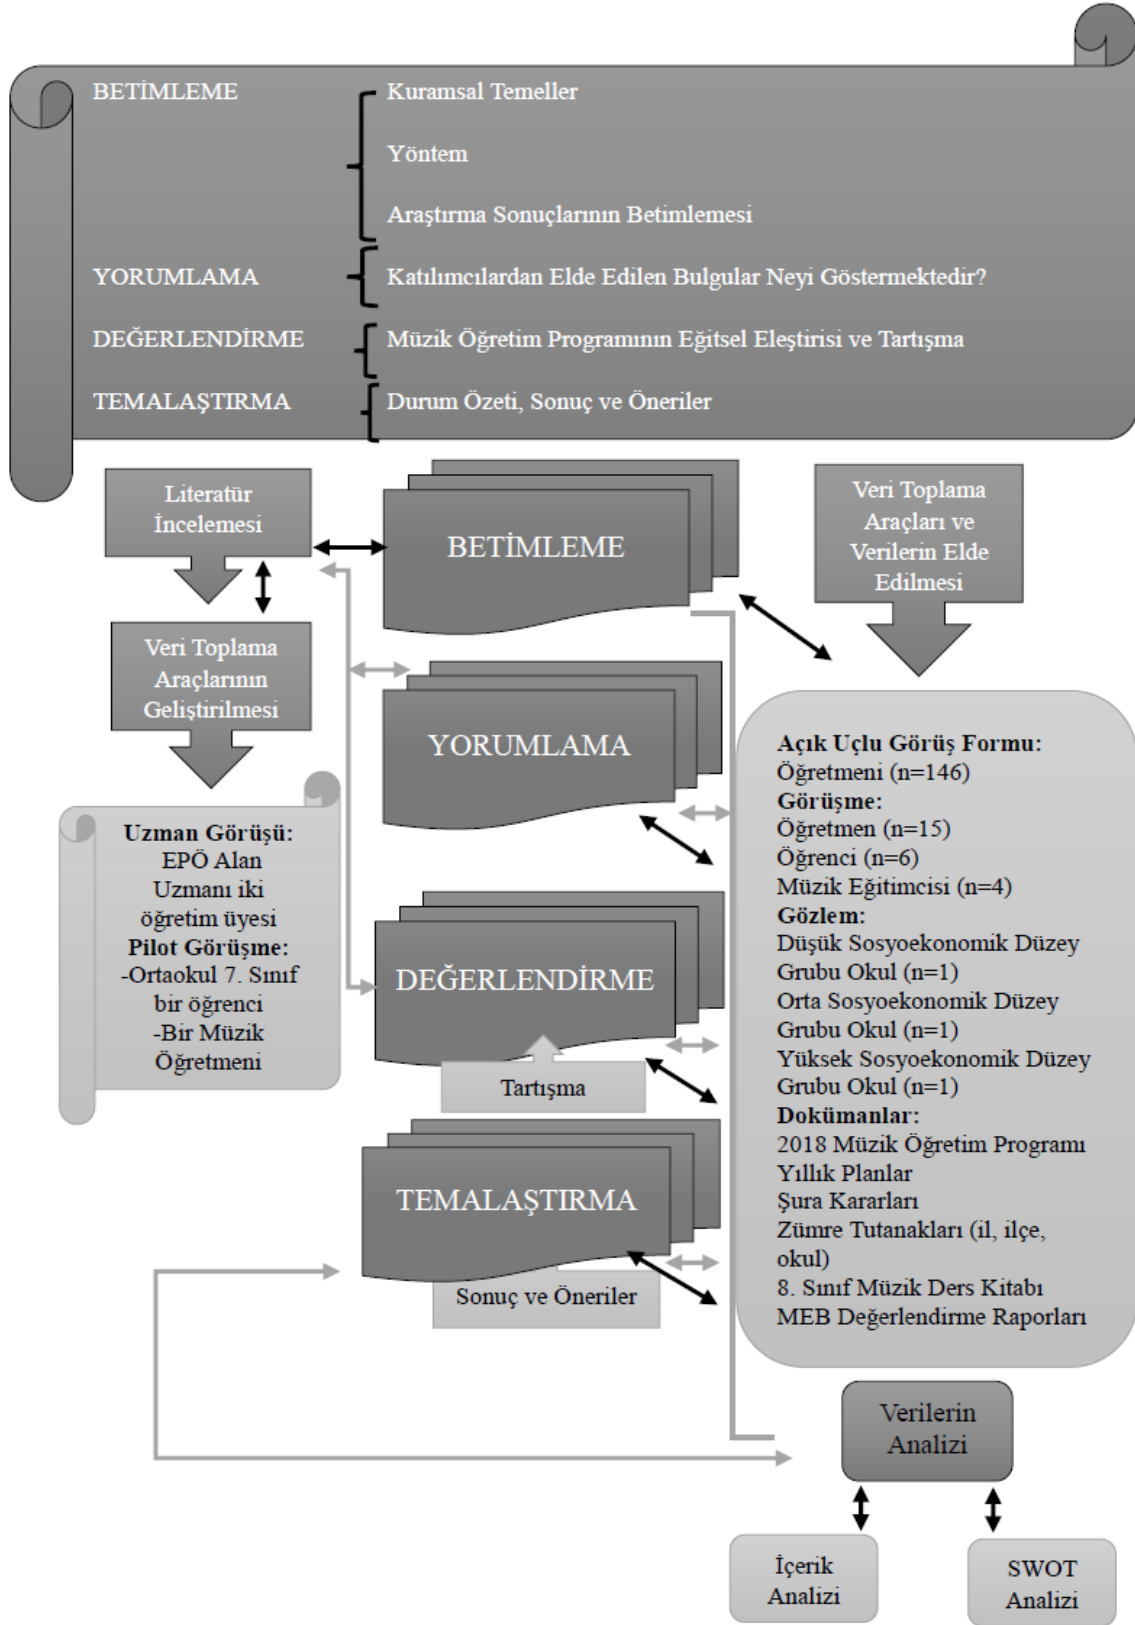 BETİMLEME
Kuramsal Temeller
Yöntem
Araştırma Sonuçlarının Betimlemesi
YORUMLAMA
Katılımcılardan Elde Edilen Bulgular Neyi Göstermektedir?
DEĞERLENDİRME
Müzik Öğretim Programının Eğitsel Eleştirisi ve Tartışma
TEMALAŞTIRMA
Durum Özeti, Sonuç ve Öneriler
Literatür
İncelemesi
Veri Toplama
Araçlarının
Geliştirilmesi
Uzman Görüşü:
EPÖ Alan
Uzmanı iki
öğretim üyesi
Pilot Görüşme:
-Ortaokul 7. Sınıf
bir öğrenci
-Bir Müzik
Öğretmeni
BETİMLEME
YORUMLAMA
DEĞERLENDİRME
Tartışma
TEMALAŞTIRMA
Sonuç ve Öneriler
Veri Toplama
Araçları ve
Verilerin Elde
Edilmesi
Açık Uçlu Görüş Formu:
Öğretmeni (n=146)
Görüşme:
Öğretmen (n=15)
Öğrenci (n=6)
Müzik Eğitimcisi (n=4)
Gözlem:
Düşük Sosyoekonomik Düzey
Grubu Okul (n=1)
Orta Sosyoekonomik Düzey
Grubu Okul (n=1)
Yüksek Sosyoekonomik Düzey
Grubu Okul (n=1)
Dokümanlar:
2018 Müzik Öğretim Programı
Yıllık Planlar
Şura Kararları
Zümre Tutanakları (il, ilçe,
okul)
8. Sınıf Müzik Ders Kitabı
MEB Değerlendirme Raporları
Verilerin
Analizi
İçerik
Analizi
SWOT
Analizi